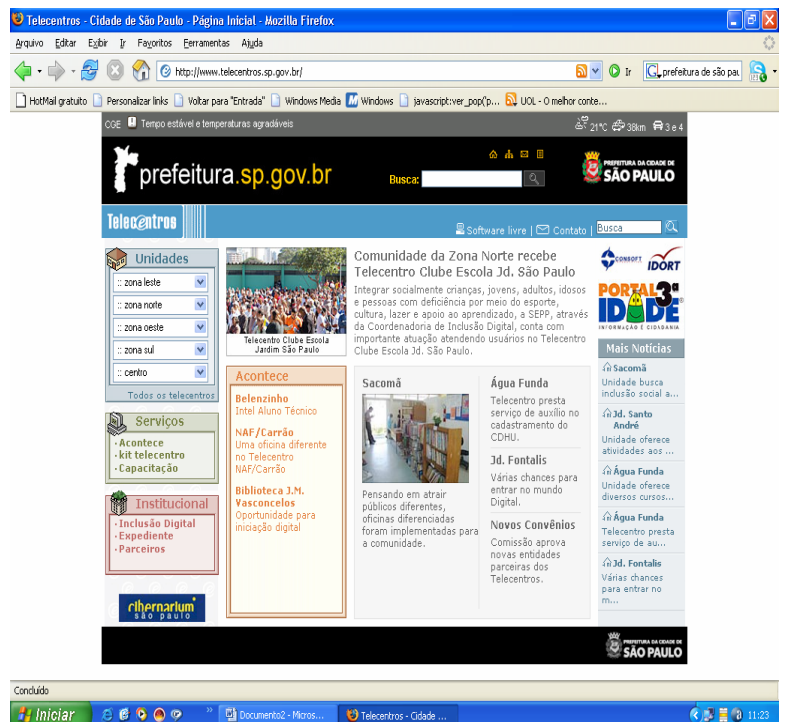 Telecentros - Cidade de São Paulo - Página Inicial - Mozilla Firefox
Arquivo Editar Exibir Ir Favoritos Ferramentas Ajuda
http://www.telecentros.sp.gov.br/
Ir
prefeitura de são pau
HotMail gratuito Personalizar links Voltar para "Entrada" Windows Media Windows javascript:ver_pop('p... UOL - O melhor conte...
CGE Tempo estável e temperaturas agradáveis
21°C 38km 3 e 4
prefeitura.sp.gov.br
Busca:
PREFEITURA DA CIDADE DE
SÃO PAULO
Telecentros
Software livre | Contato | Busca
Unidades
:: zona leste
:: zona norte
:: zona oeste
:: zona sul
:: centro
Todos os telecentros
Serviços
· Acontece
· kit telecentro
· Capacitação
Institucional
· Inclusão Digital
· Expediente
· Parceiros
cibernarium
são paulo
Telecentro Clube Escola
Jardim São Paulo
Comunidade da Zona Norte recebe
Telecentro Clube Escola Jd. São Paulo
Integrar socialmente crianças, jovens, adultos, idosos
e pessoas com deficiência por meio do esporte,
cultura, lazer e apoio ao aprendizado, a SEPP, através
da Coordenadoria de Inclusão Digital, conta com
importante atuação atendendo usuários no Telecentro
Clube Escola Jd. São Paulo.
Acontece
Belenzinho
Intel Aluno Técnico
NAF/Carrão
Uma oficina diferente
no Telecentro
NAF/Carrão
Biblioteca J.M.
Vasconcelos
Oportunidade para
iniciação digital
Sacomã
Pensando em atrair
públicos diferentes,
oficinas diferenciadas
foram implementadas para
a comunidade.
Água Funda
Telecentro presta
serviço de auxílio no
cadastramento do
CDHU.
Jd. Fontalis
Várias chances para
entrar no mundo
Digital.
Novos Convênios
Comissão aprova
novas entidades
parceiras dos
Telecentros.
CONSOFT IDORT
PORTAL 3ª
IDADE
INFORMAÇÃO E CIDADANIA
Mais Notícias
Sacomã
Unidade busca
inclusão social a...
Jd. Santo
André
Unidade oferece
atividades aos ...
Água Funda
Unidade oferece
diversos cursos...
Água Funda
Telecentro presta
serviço de au...
Jd. Fontalis
Várias chances
para entrar no
m...
PREFEITURA DA CIDADE DE
SÃO PAULO
Concluído
Iniciar
Documento2 - Micros...
Telecentros - Cidade ...
11:23